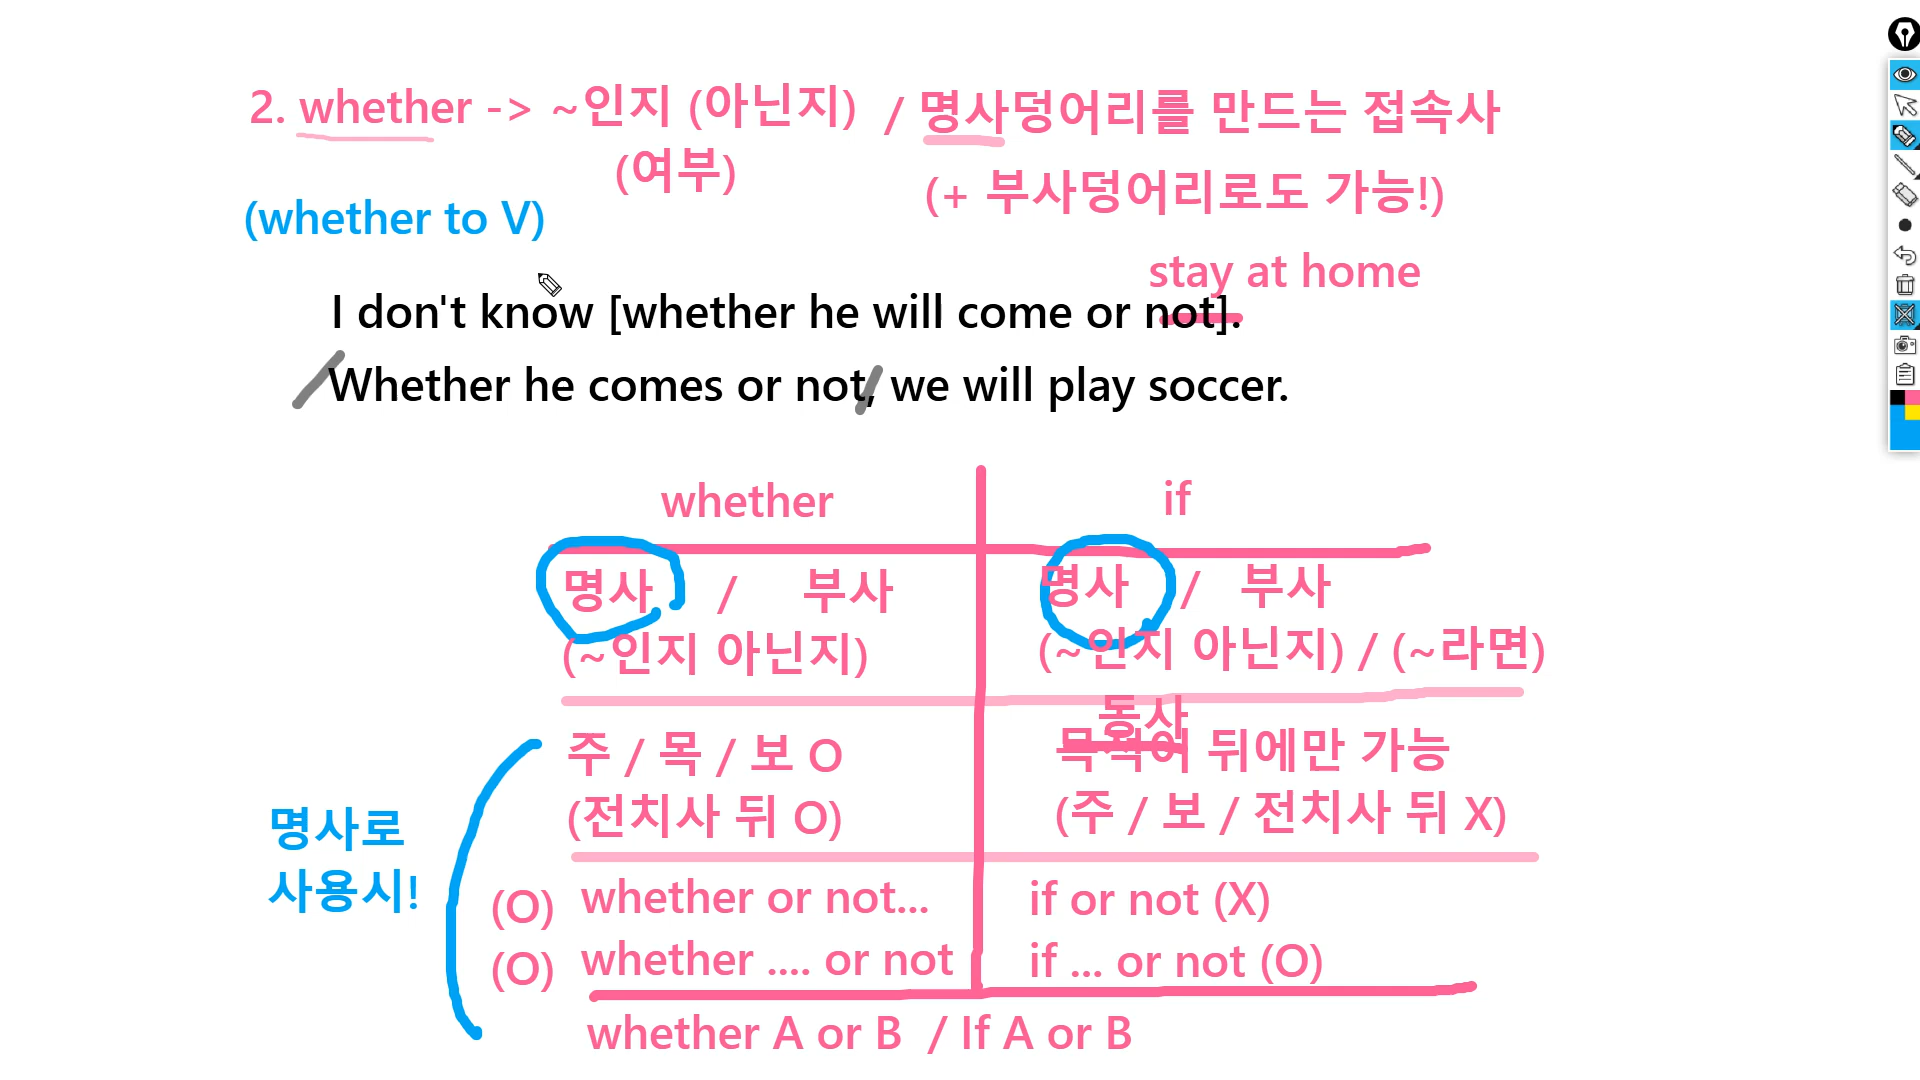 2. whether -> ~인지 (아닌지) / 명사덩어리를 만드는 접속사
(여부)
(+ 부사덩어리로도 가능!)
(whether to V)
stay at home
I don't know [whether he will come or not].
Whether he comes or not, we will play soccer.
whether if
명사 / 부사 명사 / 부사
(~인지 아닌지) (~인지 아닌지) / (~라면)
동사
주 / 목 / 보 O 목적어 뒤에만 가능
(전치사 뒤 O) (주 / 보 / 전치사 뒤 X)
명사로
사용시!
(O) whether or not... if or not (X)
(O) whether .... or not if ... or not (O)
whether A or B / If A or B